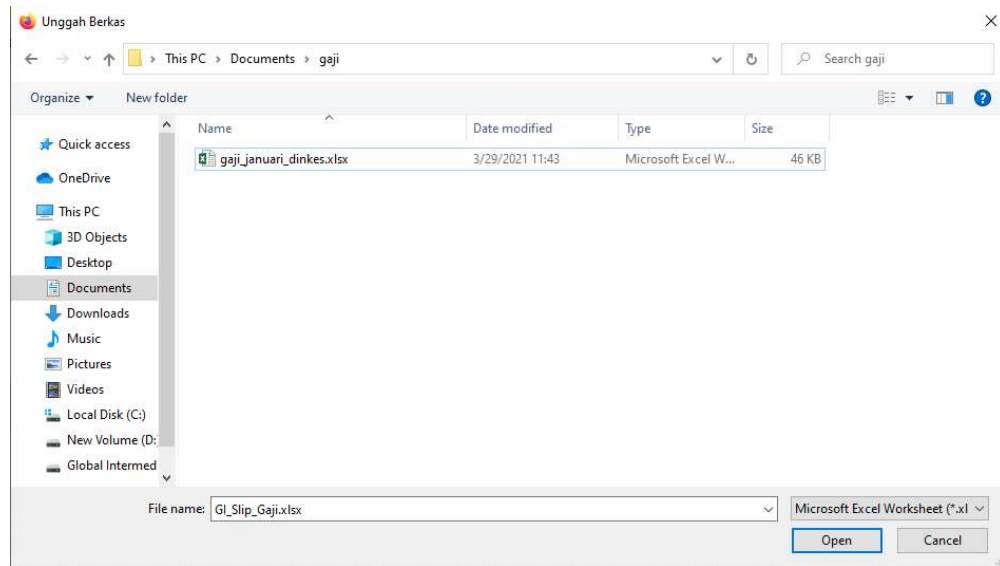 Unggah Berkas
This PC > Documents > gaji
Search gaji
Organize New folder
Name Date modified Type Size
gaji_januari_dinkes.xlsx 3/29/2021 11:43 Microsoft Excel W... 46 KB
Quick access
OneDrive
This PC
3D Objects
Desktop
Documents
Downloads
Music
Pictures
Videos
Local Disk (C:)
New Volume (D:
Global Intermed
File name: GI_Slip_Gaji.xlsx Microsoft Excel Worksheet (*.xl
Open Cancel